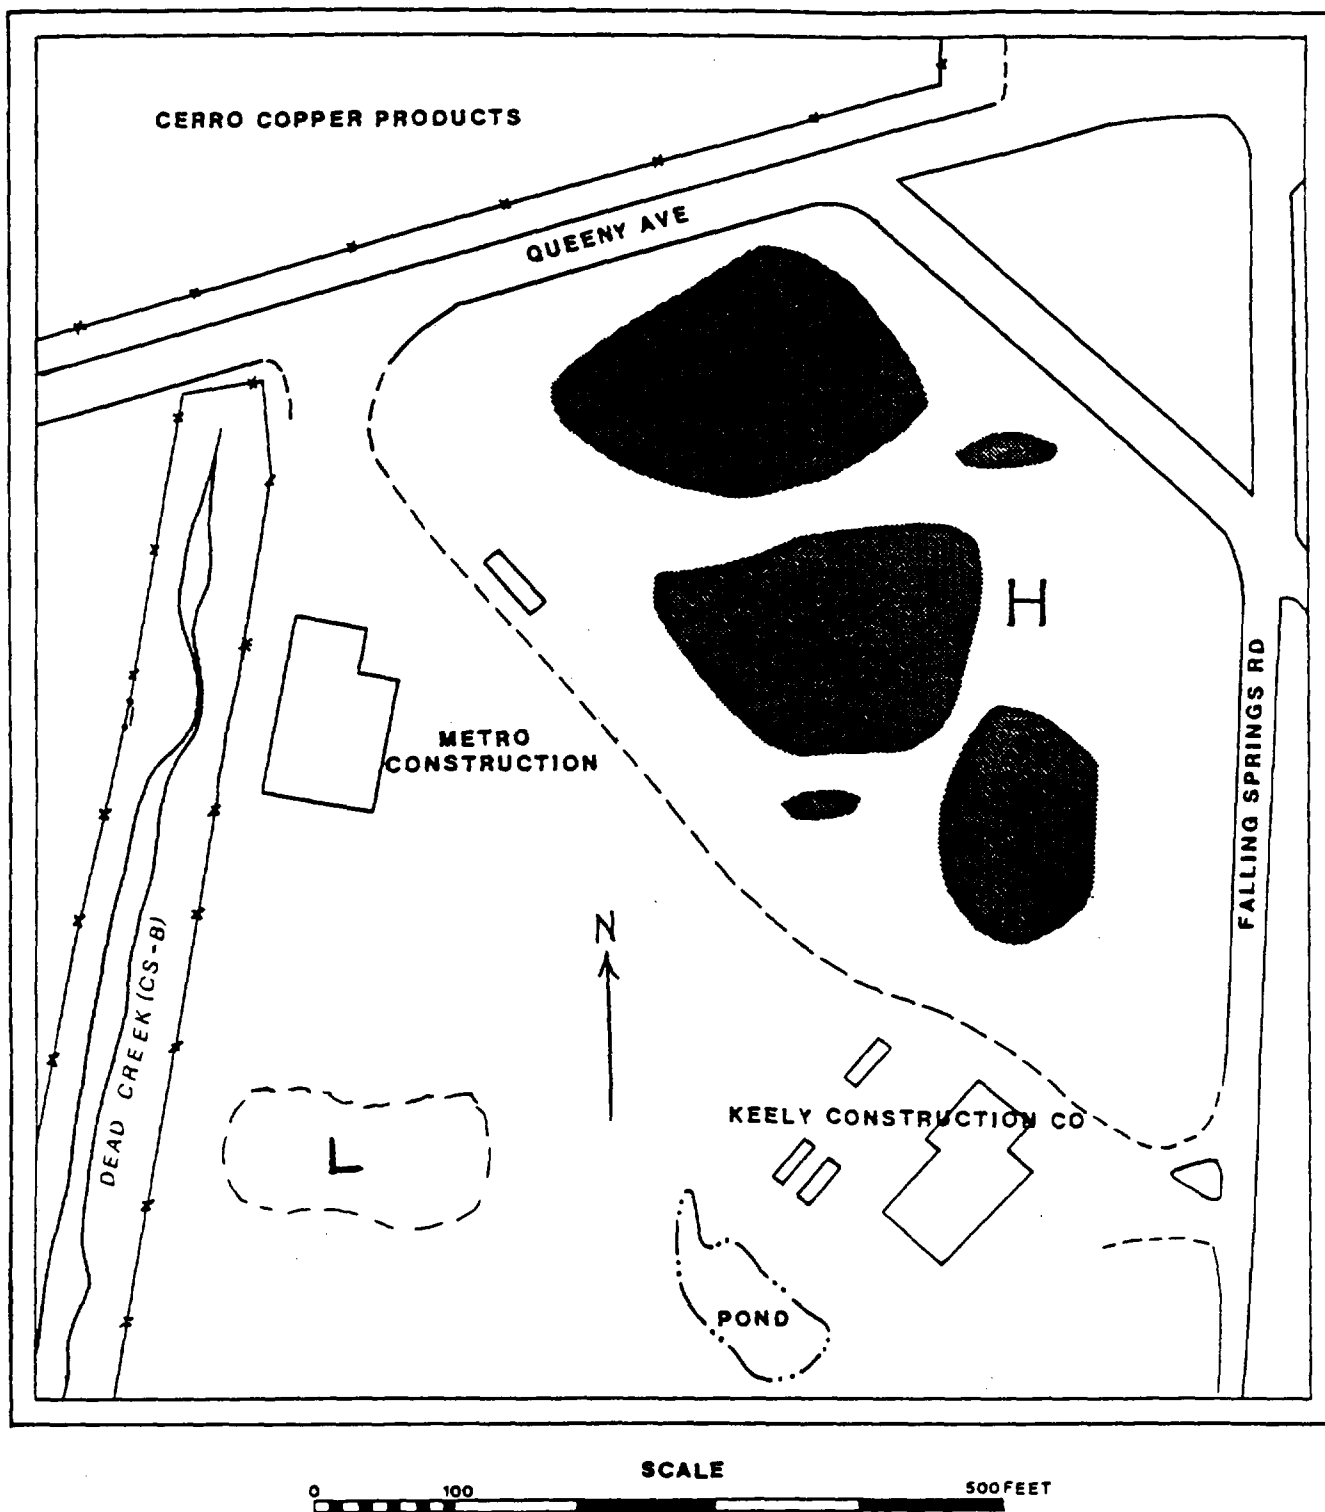 CERRO COPPER PRODUCTS
QUEENY AVE
H
FALLING SPRINGS RD
METRO
CONSTRUCTION
N
DEAD CREEK (CS-B)
L
KEELY CONSTRUCTION CO
POND
SCALE
0 100 500 FEET